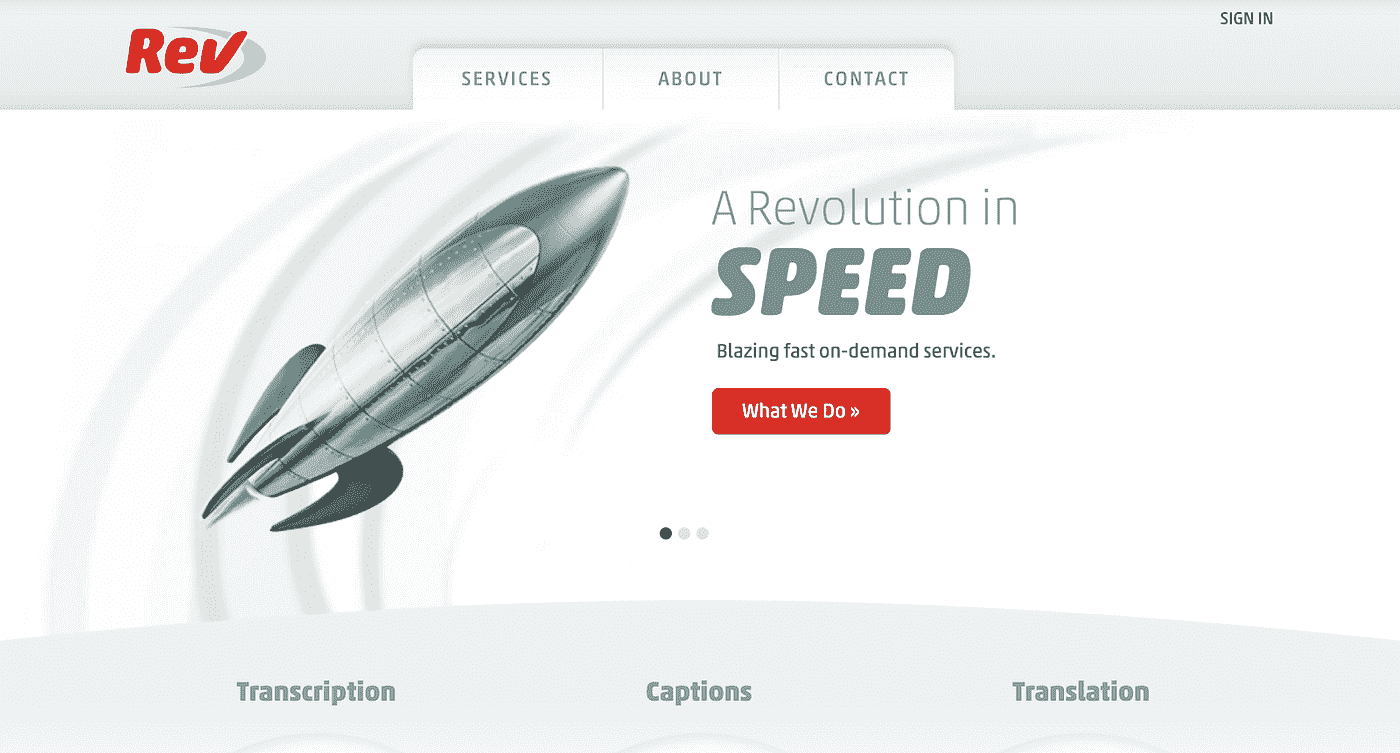 SIGN IN
Rev
SERVICES ABOUT CONTACT
A Revolution in
SPEED
Blazing fast on-demand services.
What We Do »
Transcription Captions Translation